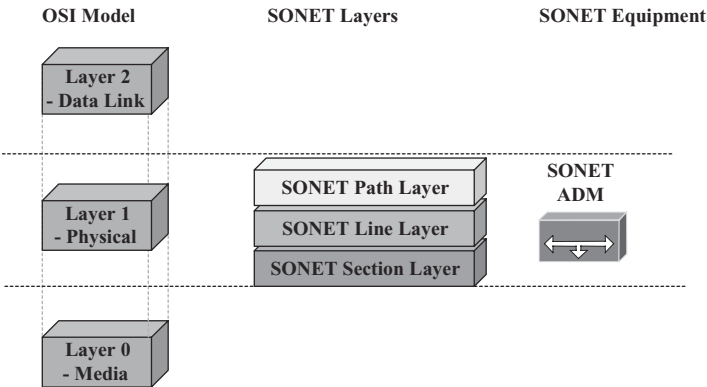 OSI Model
SONET Layers
SONET Equipment
Layer 2
- Data Link
SONET Path Layer
SONET
ADM
Layer 1
- Physical
SONET Line Layer
SONET Section Layer
Layer 0
- Media